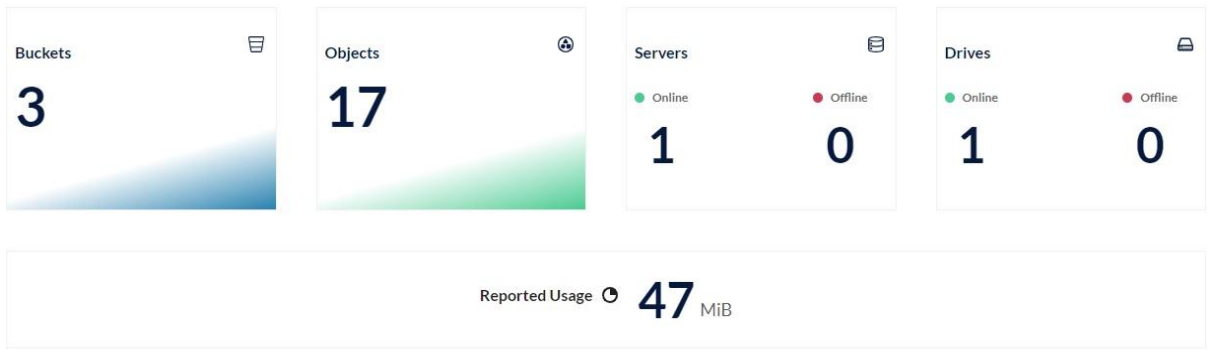 Buckets
3
Objects
17
Servers
Online
Offline
1
0
Drives
Online
Offline
1
0
Reported Usage 47 MiB